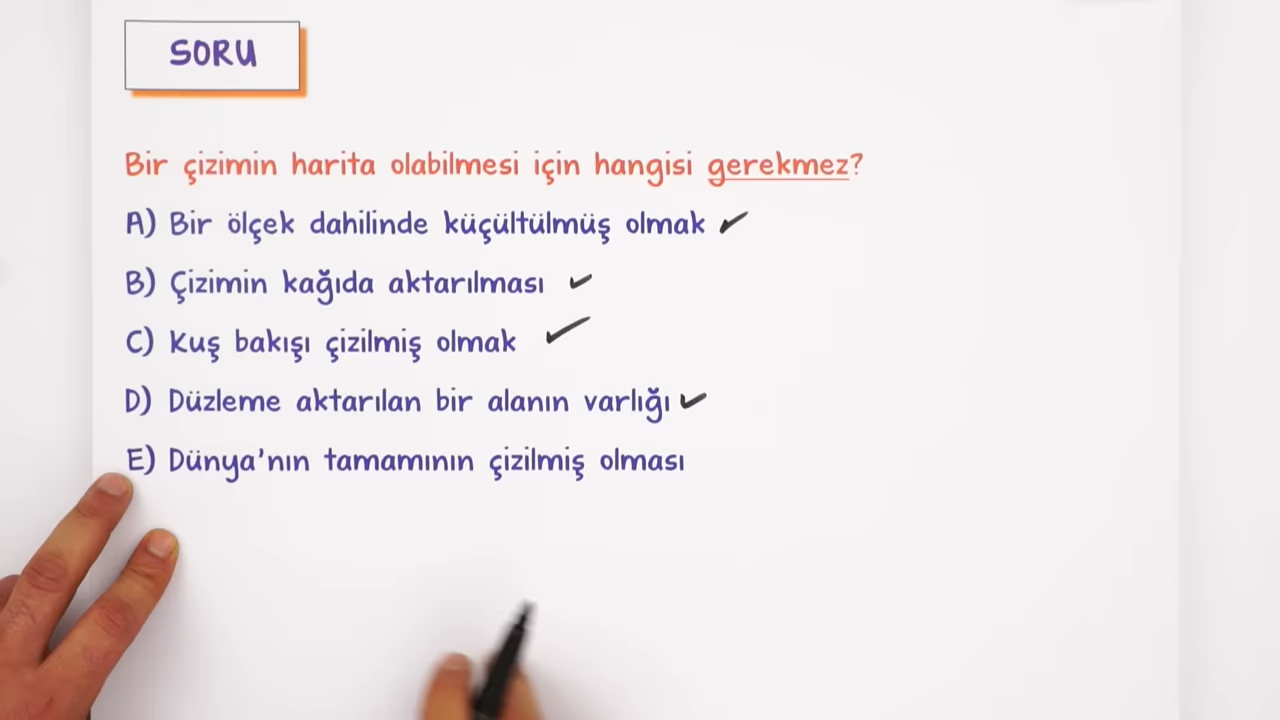 SORU
Bir çizimin harita olabilmesi için hangisi gerekmez?
A) Bir ölçek dahilinde küçültülmüş olmak
B) Çizimin kağıda aktarılması
C) Kuş bakışı çizilmiş olmak
D) Düzleme aktarılan bir alanın varlığı
E) Dünya'nın tamamının çizilmiş olması